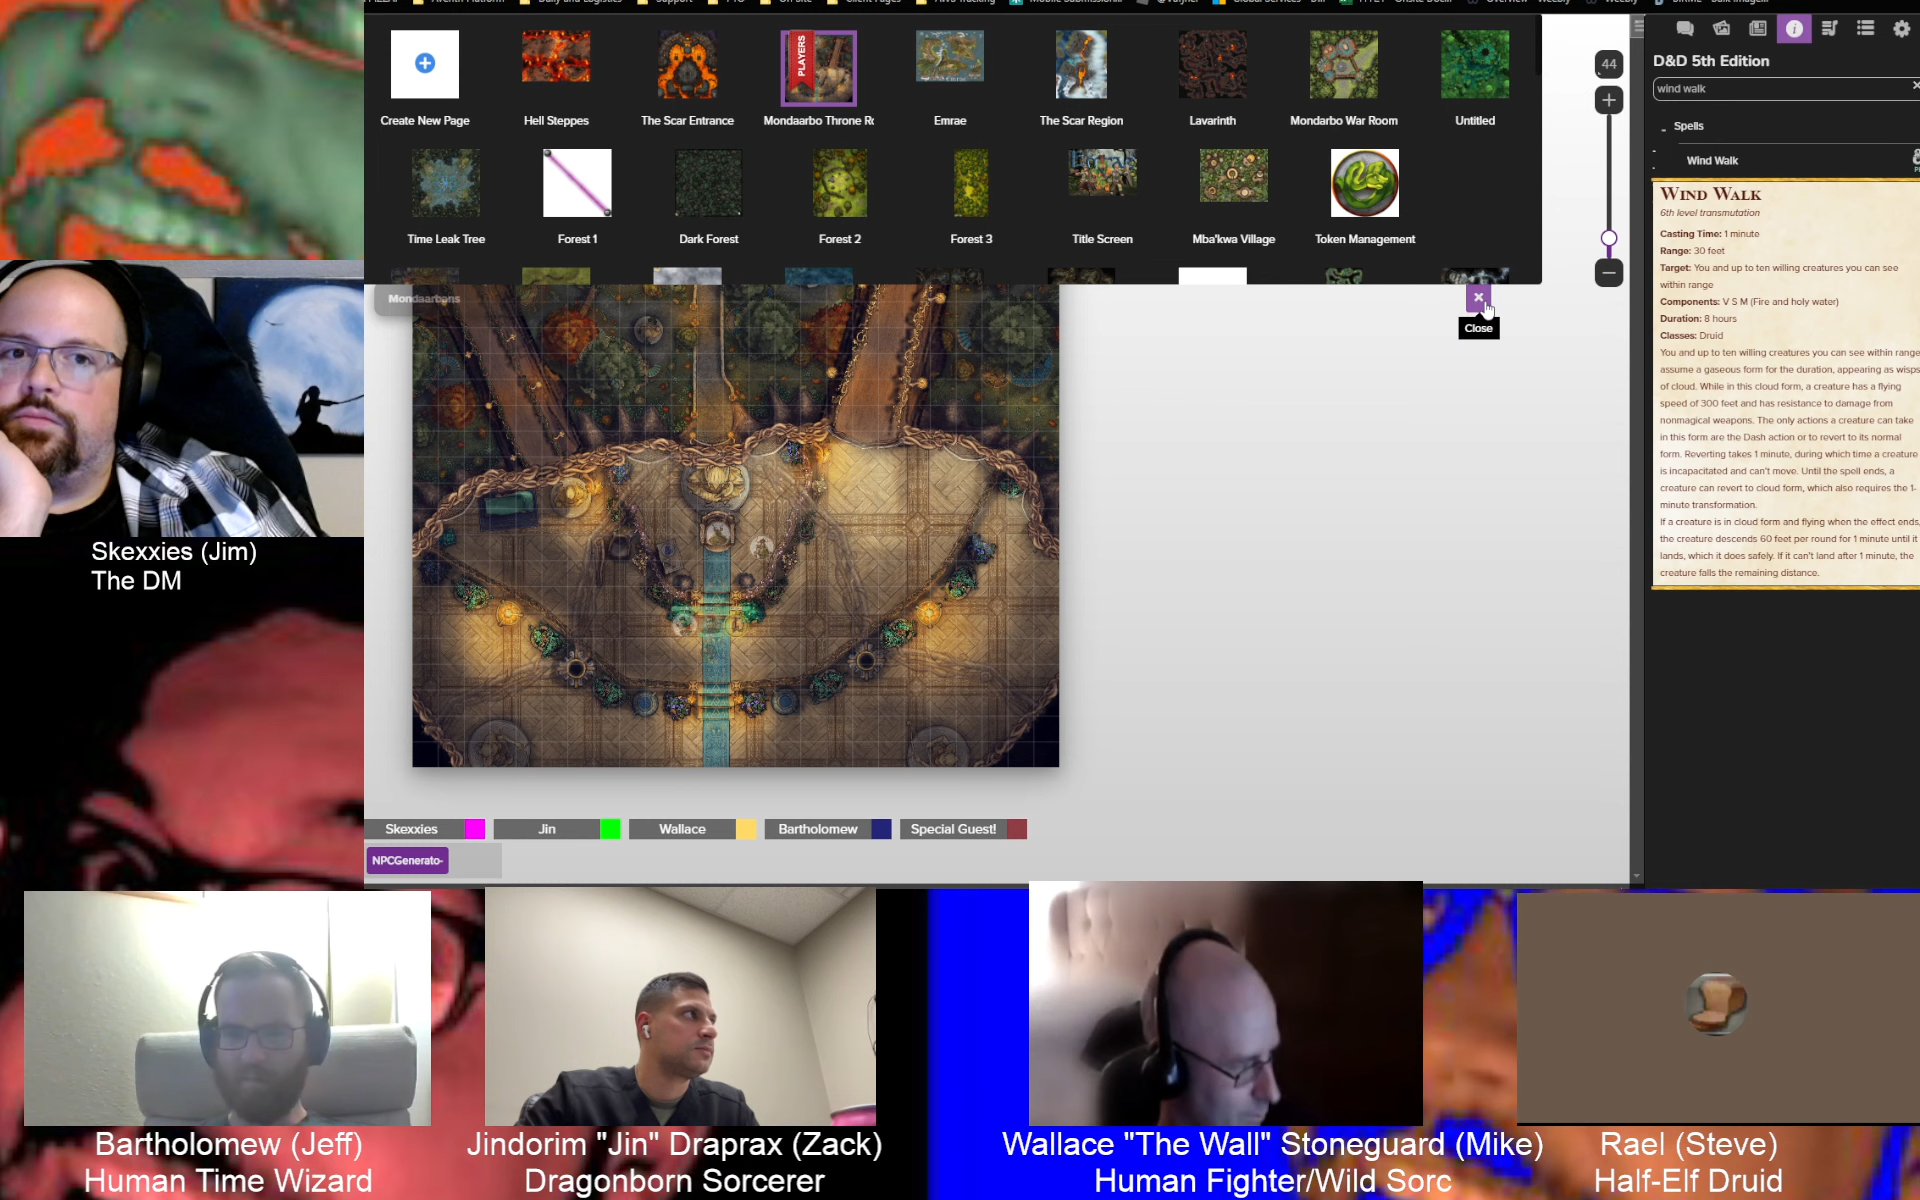 Create New Page
Hell Steppes
The Scar Entrance
PLAYERS
Mondaarbo Throne Ro
Emrae
The Scar Region
Lavarinth
Mondarbo War Room
Untitled
Time Leak Tree
Forest 1
Dark Forest
Forest 2
Forest 3
Title Screen
Mba'kwa Village
Token Management
Mondaarbans
Close
44
D&D 5th Edition
wind walk
Spells
Wind Walk
WIND WALK
6th level transmutation
Casting Time: 1 minute
Range: 30 feet
Target: You and up to ten willing creatures you can see
within range
Components: V S M (Fire and holy water)
Duration: 8 hours
Classes: Druid
You and up to ten willing creatures you can see within range
assume a gaseous form for the duration, appearing as wisps
of cloud. While in this cloud form, a creature has a flying
speed of 300 feet and has resistance to damage from
nonmagical weapons. The only actions a creature can take
in this form are the Dash action or to revert to its normal
form. Reverting takes 1 minute, during which time a creature
is incapacitated and can't move. Until the spell ends, a
creature can revert to cloud form, which also requires the 1-
minute transformation.
If a creature is in cloud form and flying when the effect ends,
the creature descends 60 feet per round for 1 minute until it
lands, which it does safely. If it can't land after 1 minute, the
creature falls the remaining distance.
Skexxies (Jim)
The DM
Skexxies
Jin
Wallace
Bartholomew
Special Guest!
NPCGenerato-
Bartholomew (Jeff)
Human Time Wizard
Jindorim "Jin" Draprax (Zack)
Dragonborn Sorcerer
Wallace "The Wall" Stoneguard (Mike)
Human Fighter/Wild Sorc
Rael (Steve)
Half-Elf Druid